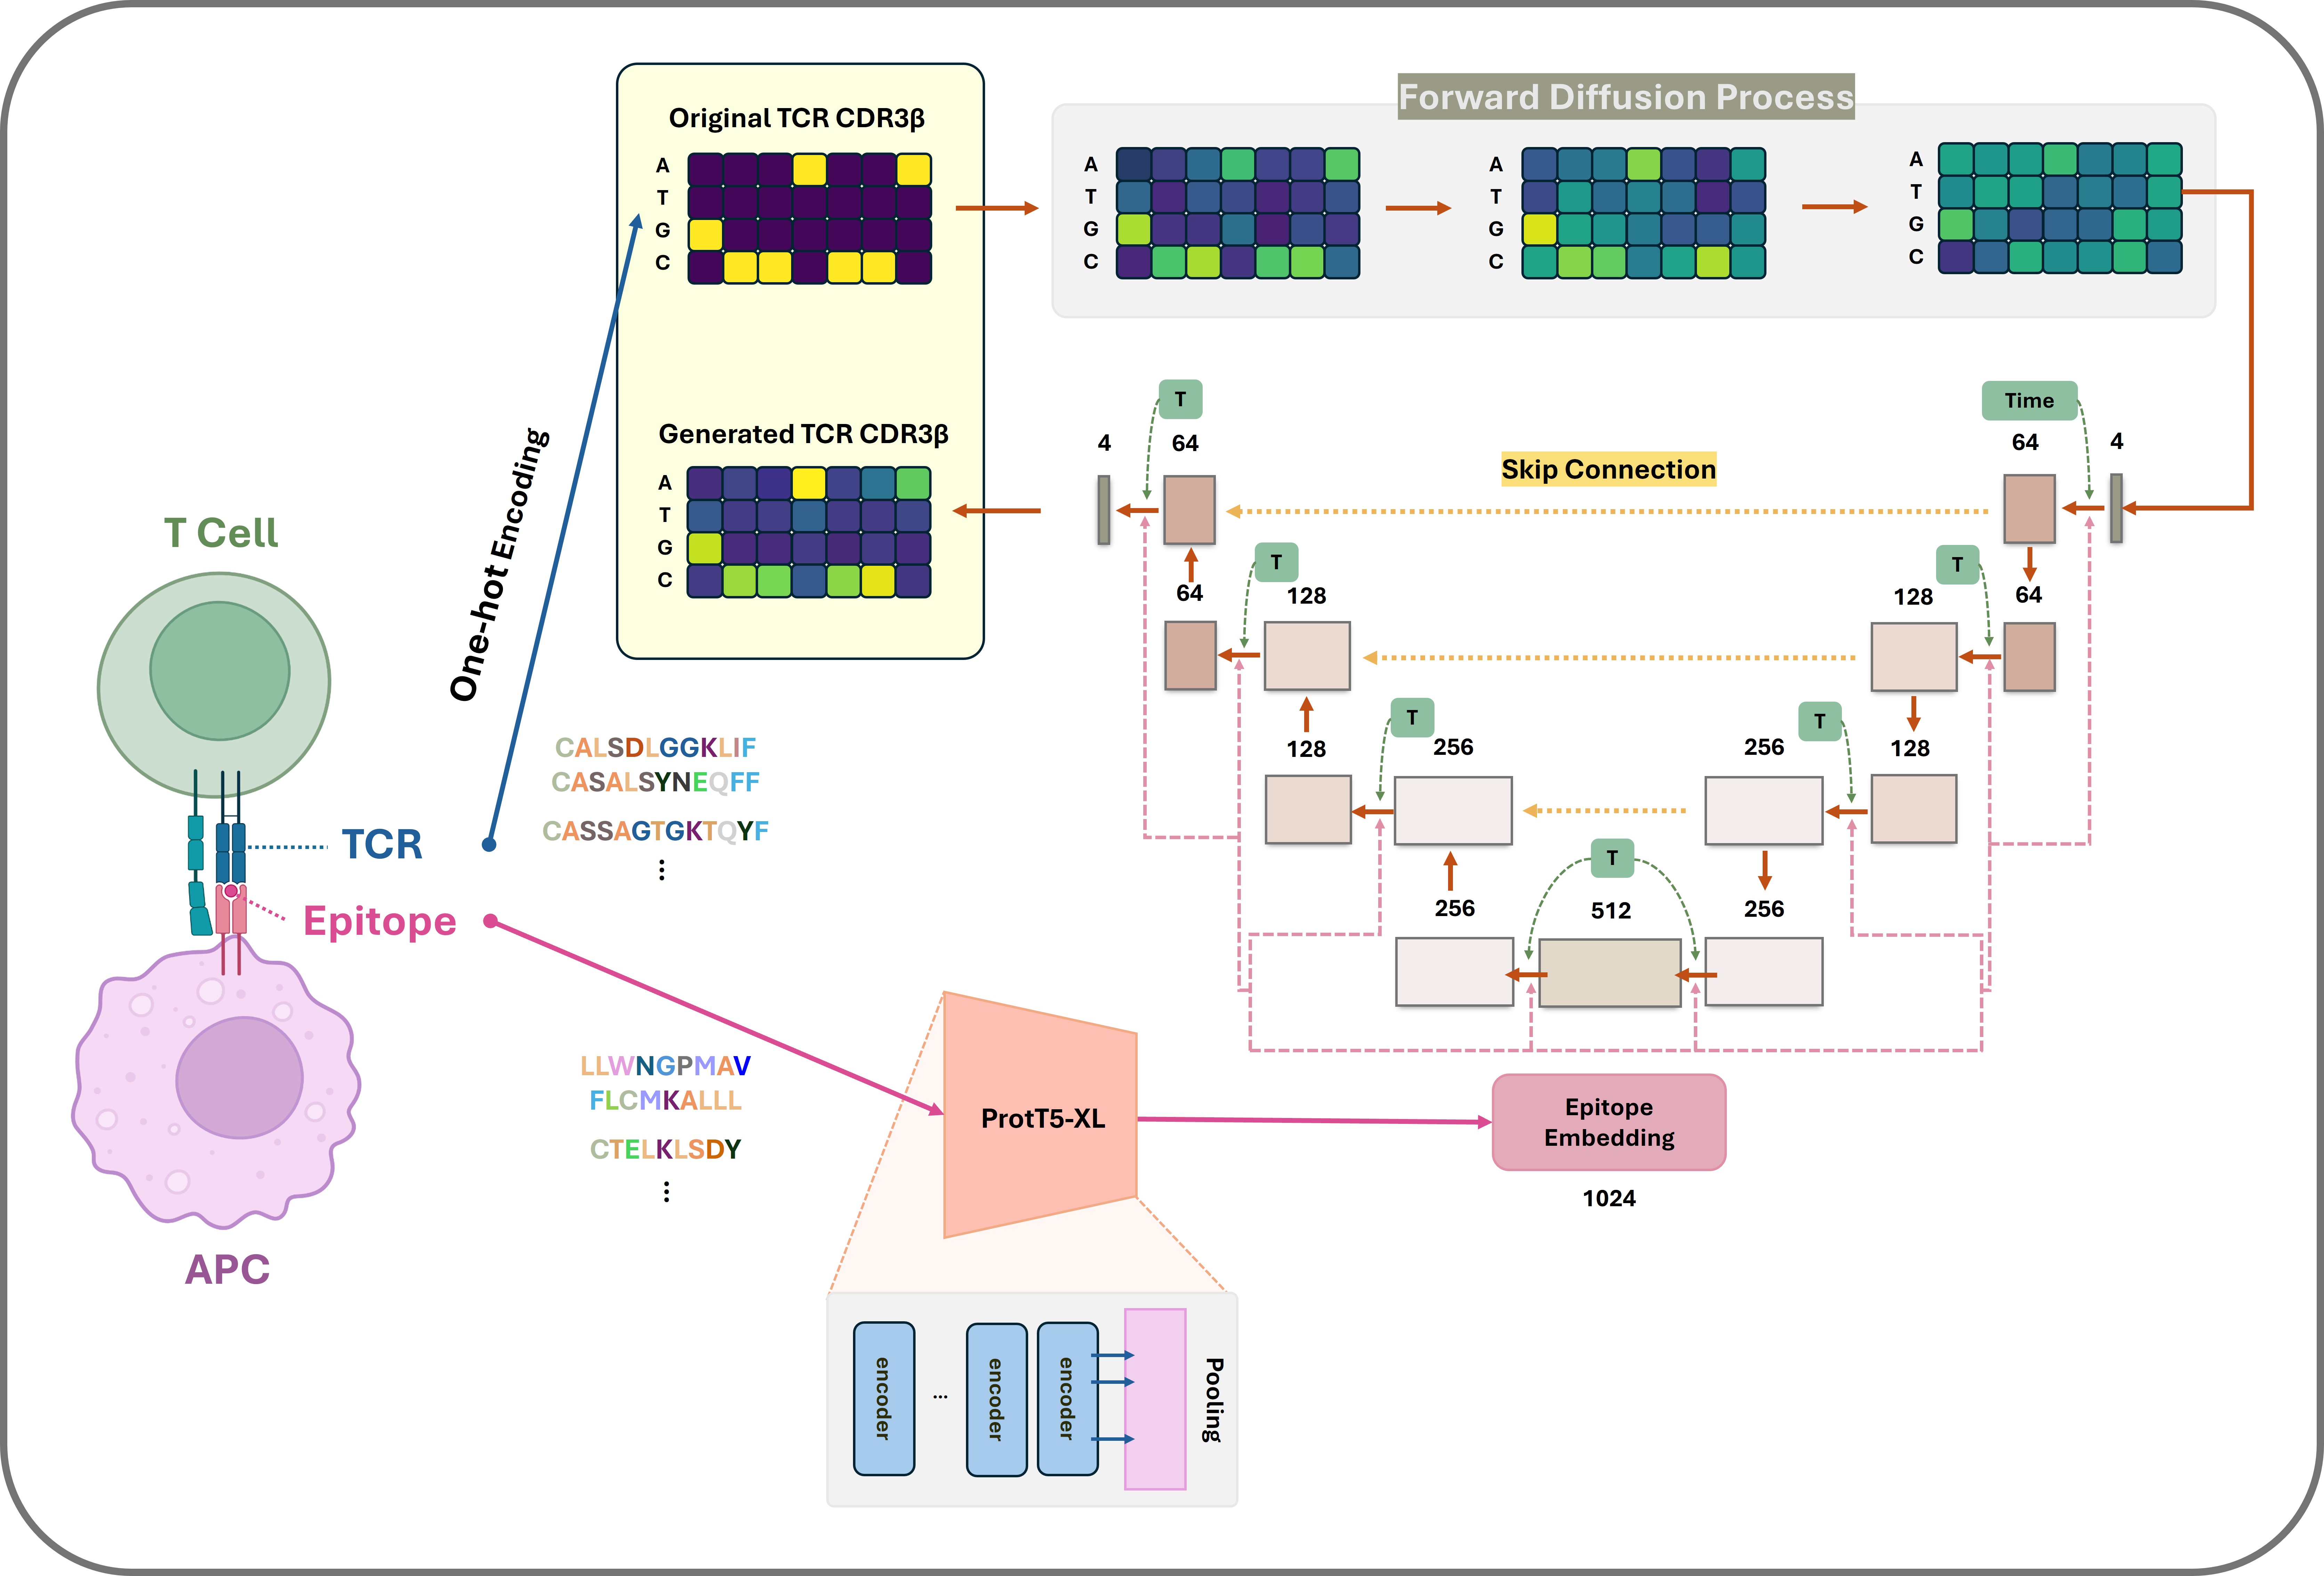 Original TCR CDR3β
A
T
G
C
Generated TCR CDR3β
A
T
G
C
Forward Diffusion Process
A
T
G
C
A
T
G
C
A
T
G
C
One-hot Encoding
T Cell
TCR
Epitope
APC
CALSDLGGKLIF
CASALSYNEQFF
CASSAGTGKTQYF
⋮
LLWNGPMAV
FLCMKALLL
CTELKLSDY
⋮
T
Time
4
64
Skip Connection
64
4
T
T
64
128
128
64
T
T
128
256
256
128
T
256
512
256
ProtT5-XL
Epitope
Embedding
1024
encoder
...
encoder
encoder
Pooling